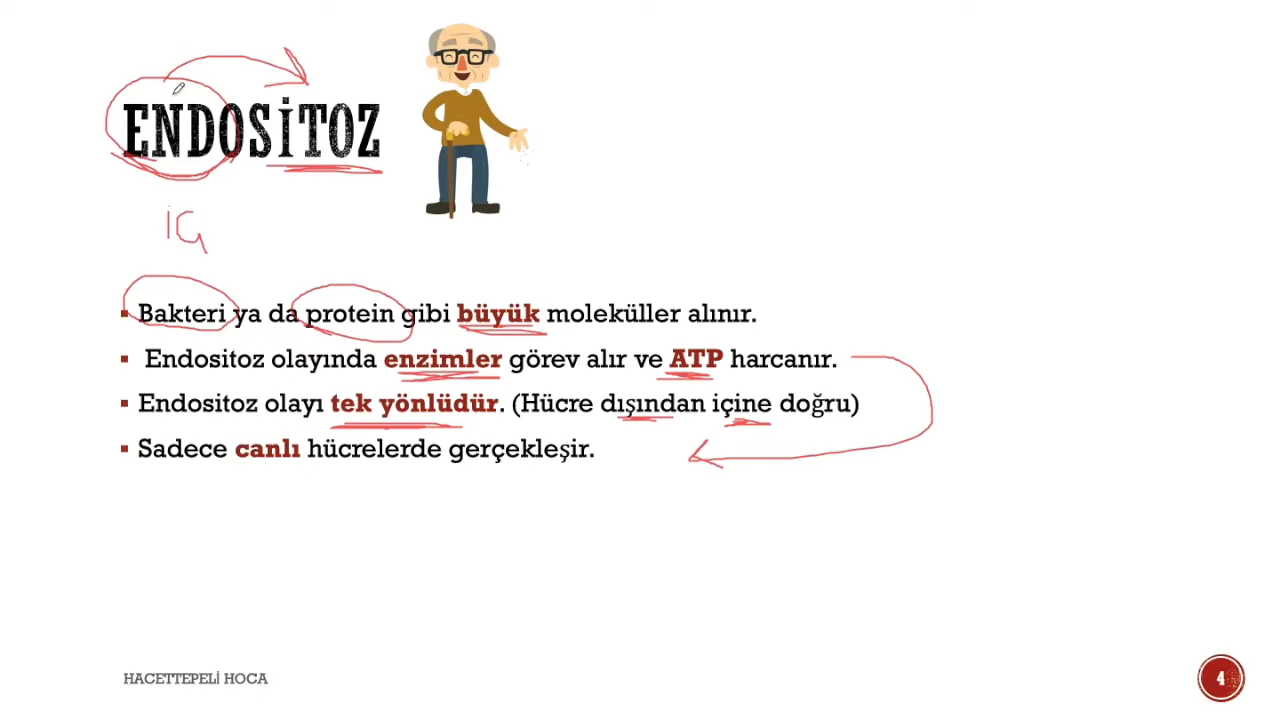 ENDOSİTOZ
İÇ
▪ Bakteri ya da protein gibi büyük moleküller alınır.
▪ Endositoz olayında enzimler görev alır ve ATP harcanır.
▪ Endositoz olayı tek yönlüdür. (Hücre dışından içine doğru)
▪ Sadece canlı hücrelerde gerçekleşir.
HACETTEPELİ HOCA
4